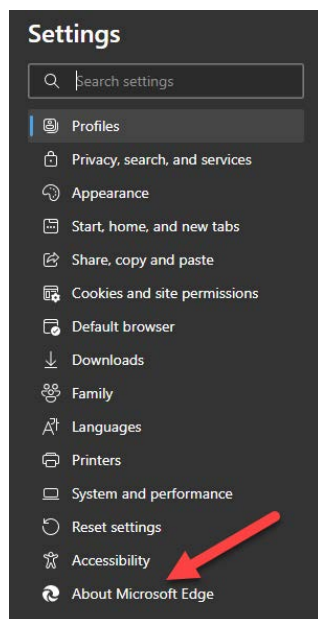 Settings
Search settings
Profiles
Privacy, search, and services
Appearance
Start, home, and new tabs
Share, copy and paste
Cookies and site permissions
Default browser
Downloads
Family
Languages
Printers
System and performance
Reset settings
Accessibility
About Microsoft Edge